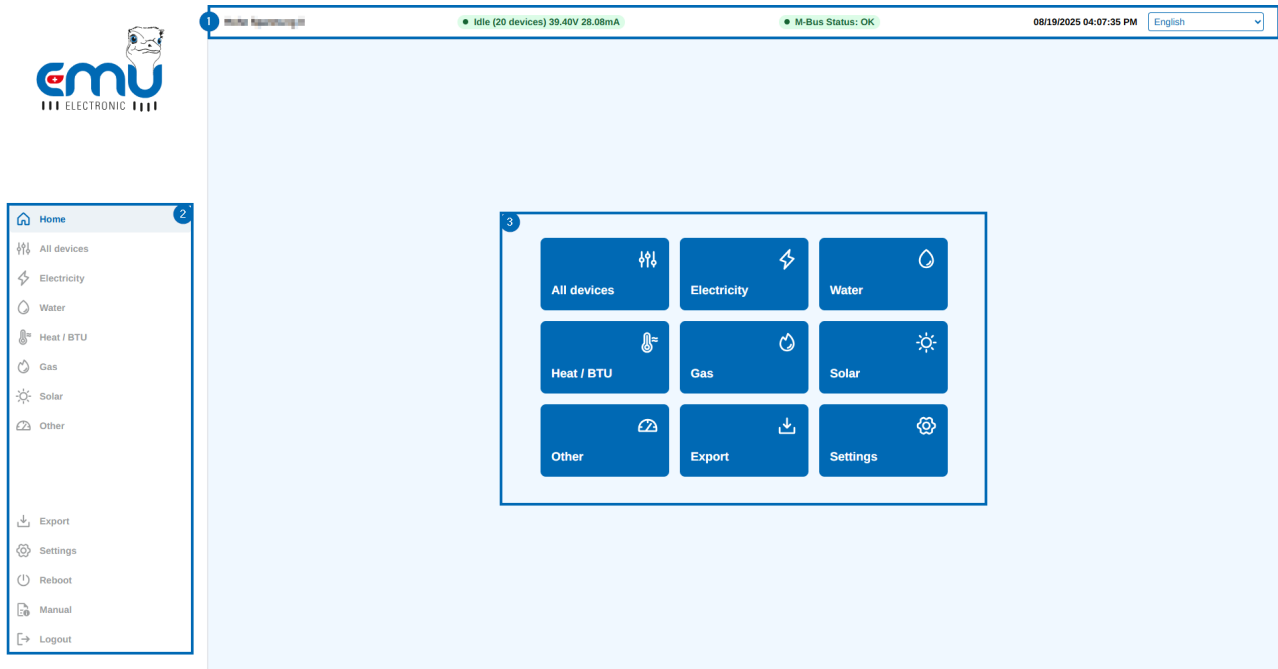 1 Idle (20 devices) 39.40V 28.08mA M-Bus Status: OK 08/19/2025 04:07:35 PM English
emu
ELECTRONIC
2
Home
All devices
Electricity
Water
Heat / BTU
Gas
Solar
Other
Export
Settings
Reboot
Manual
Logout
3
All devices Electricity Water
Heat / BTU Gas Solar
Other Export Settings